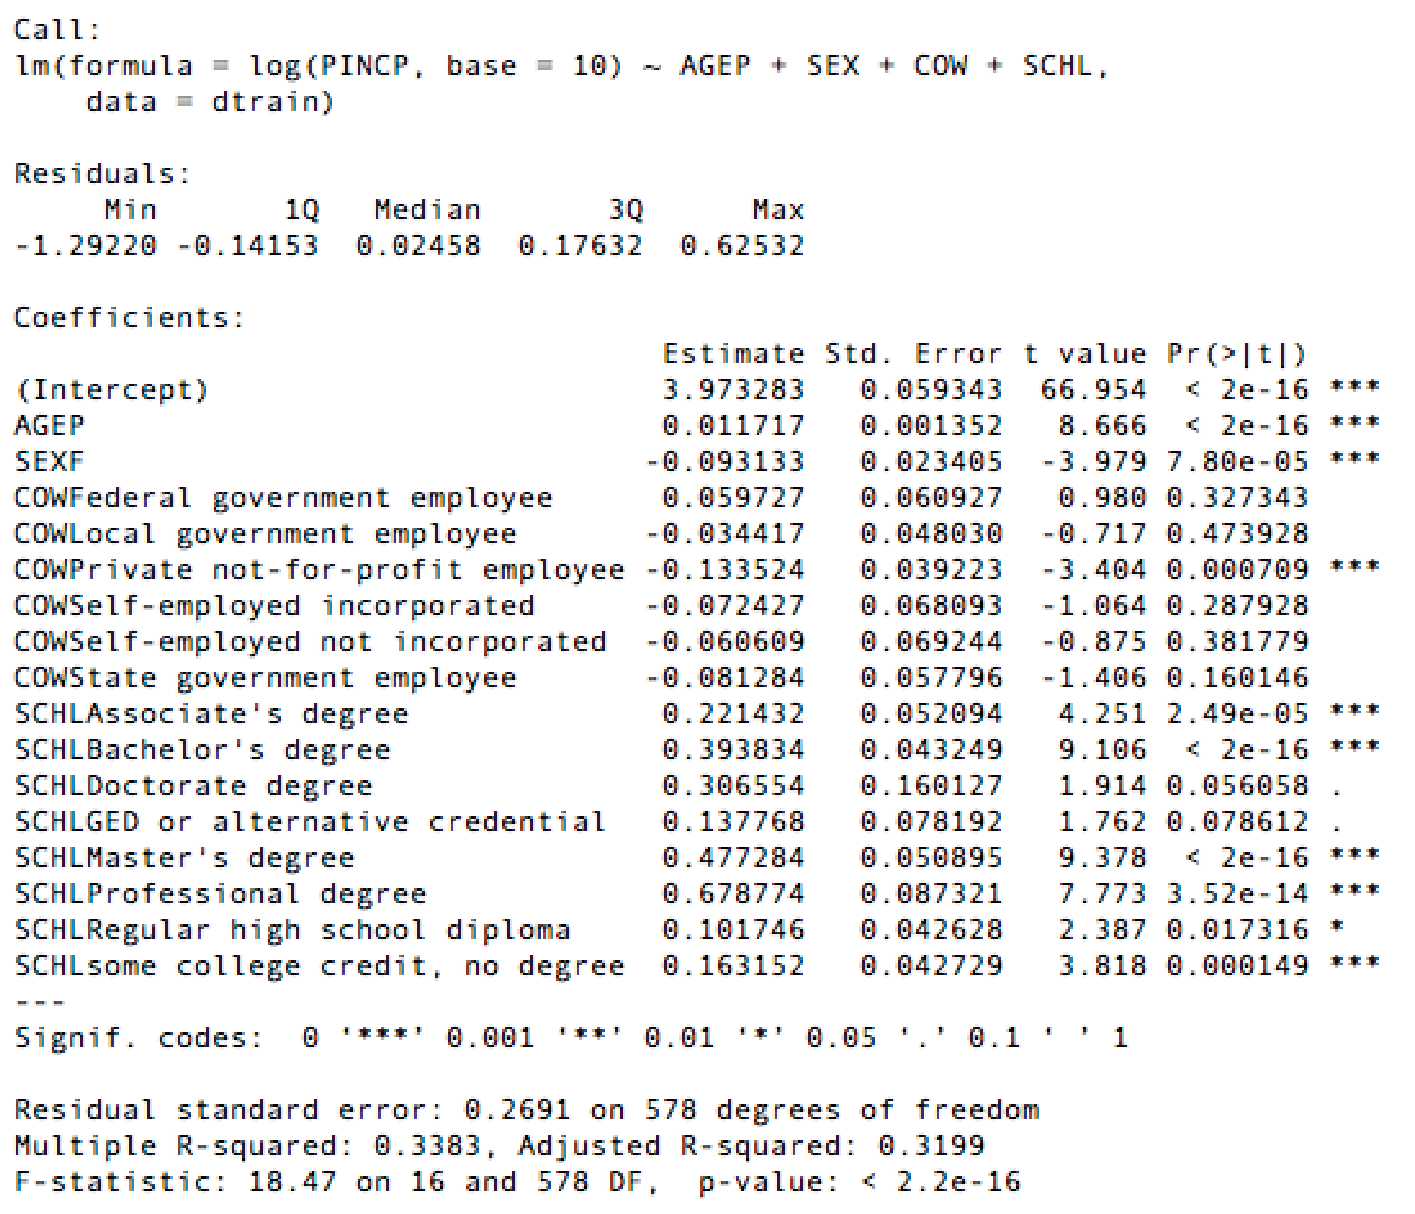 Call:
lm(formula = log(PINCP, base = 10) ~ AGEP + SEX + COW + SCHL,
    data = dtrain)

Residuals:
     Min       1Q   Median       3Q      Max
-1.29220 -0.14153  0.02458  0.17632  0.62532

Coefficients:
                                    Estimate Std. Error t value Pr(>|t|)
(Intercept)                         3.973283   0.059343  66.954  < 2e-16 ***
AGEP                                0.011717   0.001352   8.666  < 2e-16 ***
SEXF                               -0.093133   0.023405  -3.979 7.80e-05 ***
COWFederal government employee      0.059727   0.060927   0.980 0.327343
COWLocal government employee       -0.034417   0.048030  -0.717 0.473928
COWPrivate not-for-profit employee -0.133524   0.039223  -3.404 0.000709 ***
COWSelf-employed incorporated      -0.072427   0.068093  -1.064 0.287928
COWSelf-employed not incorporated  -0.060609   0.069244  -0.875 0.381779
COWState government employee       -0.081284   0.057796  -1.406 0.160146
SCHLAssociate's degree              0.221432   0.052094   4.251 2.49e-05 ***
SCHLBachelor's degree               0.393834   0.043249   9.106  < 2e-16 ***
SCHLDoctorate degree                0.306554   0.160127   1.914 0.056058 .
SCHLGED or alternative credential   0.137768   0.078192   1.762 0.078612 .
SCHLMaster's degree                 0.477284   0.050895   9.378  < 2e-16 ***
SCHLProfessional degree             0.678774   0.087321   7.773 3.52e-14 ***
SCHLRegular high school diploma     0.101746   0.042628   2.387 0.017316 *
SCHLsome college credit, no degree  0.163152   0.042729   3.818 0.000149 ***
---
Signif. codes:  0 '***' 0.001 '**' 0.01 '*' 0.05 '.' 0.1 ' ' 1

Residual standard error: 0.2691 on 578 degrees of freedom
Multiple R-squared: 0.3383, Adjusted R-squared: 0.3199
F-statistic: 18.47 on 16 and 578 DF,  p-value: < 2.2e-16